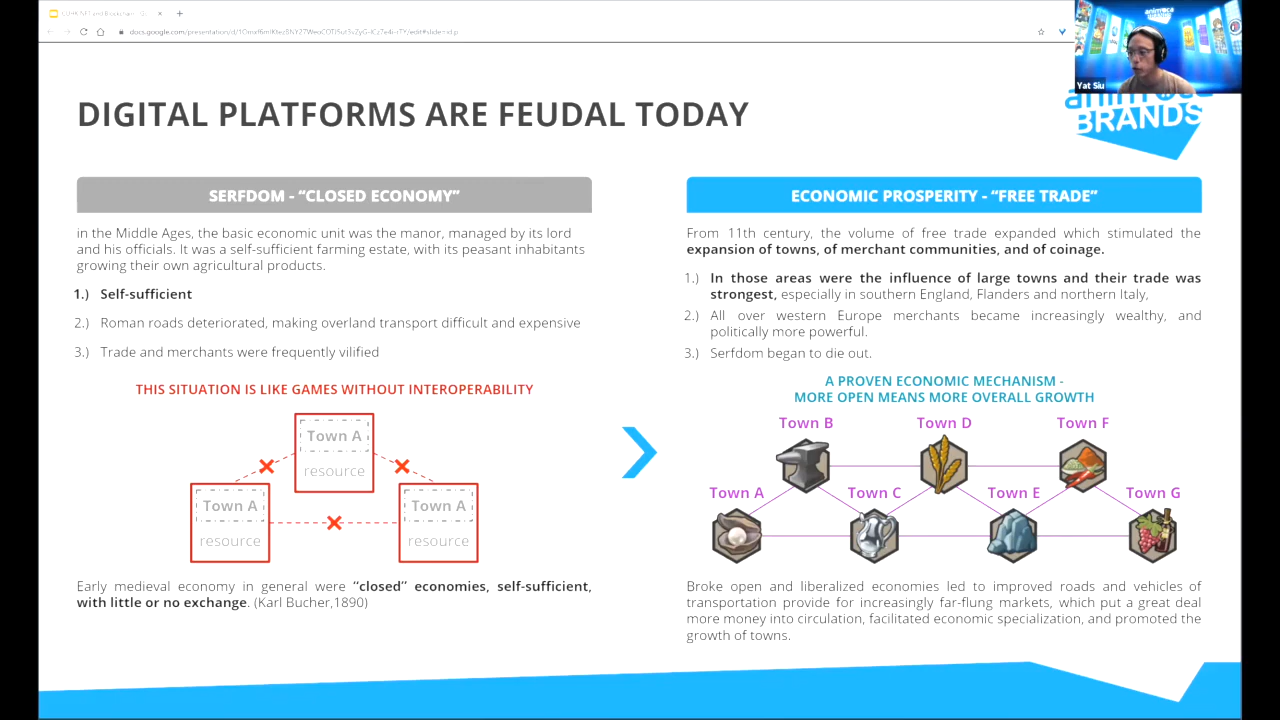 Yat Siu
animoca
BRANDS
DIGITAL PLATFORMS ARE FEUDAL TODAY
SERFDOM - “CLOSED ECONOMY”
in the Middle Ages, the basic economic unit was the manor, managed by its lord
and his officials. It was a self-sufficient farming estate, with its peasant inhabitants
growing their own agricultural products.
1.) Self-sufficient
2.) Roman roads deteriorated, making overland transport difficult and expensive
3.) Trade and merchants were frequently vilified
THIS SITUATION IS LIKE GAMES WITHOUT INTEROPERABILITY
Town A
resource
Town A
resource
Town A
resource
Early medieval economy in general were “closed” economies, self-sufficient,
with little or no exchange. (Karl Bucher,1890)
ECONOMIC PROSPERITY - “FREE TRADE”
From 11th century, the volume of free trade expanded which stimulated the
expansion of towns, of merchant communities, and of coinage.
1.) In those areas were the influence of large towns and their trade was
strongest, especially in southern England, Flanders and northern Italy,
2.) All over western Europe merchants became increasingly wealthy, and
politically more powerful.
3.) Serfdom began to die out.
A PROVEN ECONOMIC MECHANISM -
MORE OPEN MEANS MORE OVERALL GROWTH
Town B Town D Town F
Town A Town C Town E Town G
Broke open and liberalized economies led to improved roads and vehicles of
transportation provide for increasingly far-flung markets, which put a great deal
more money into circulation, facilitated economic specialization, and promoted the
growth of towns.